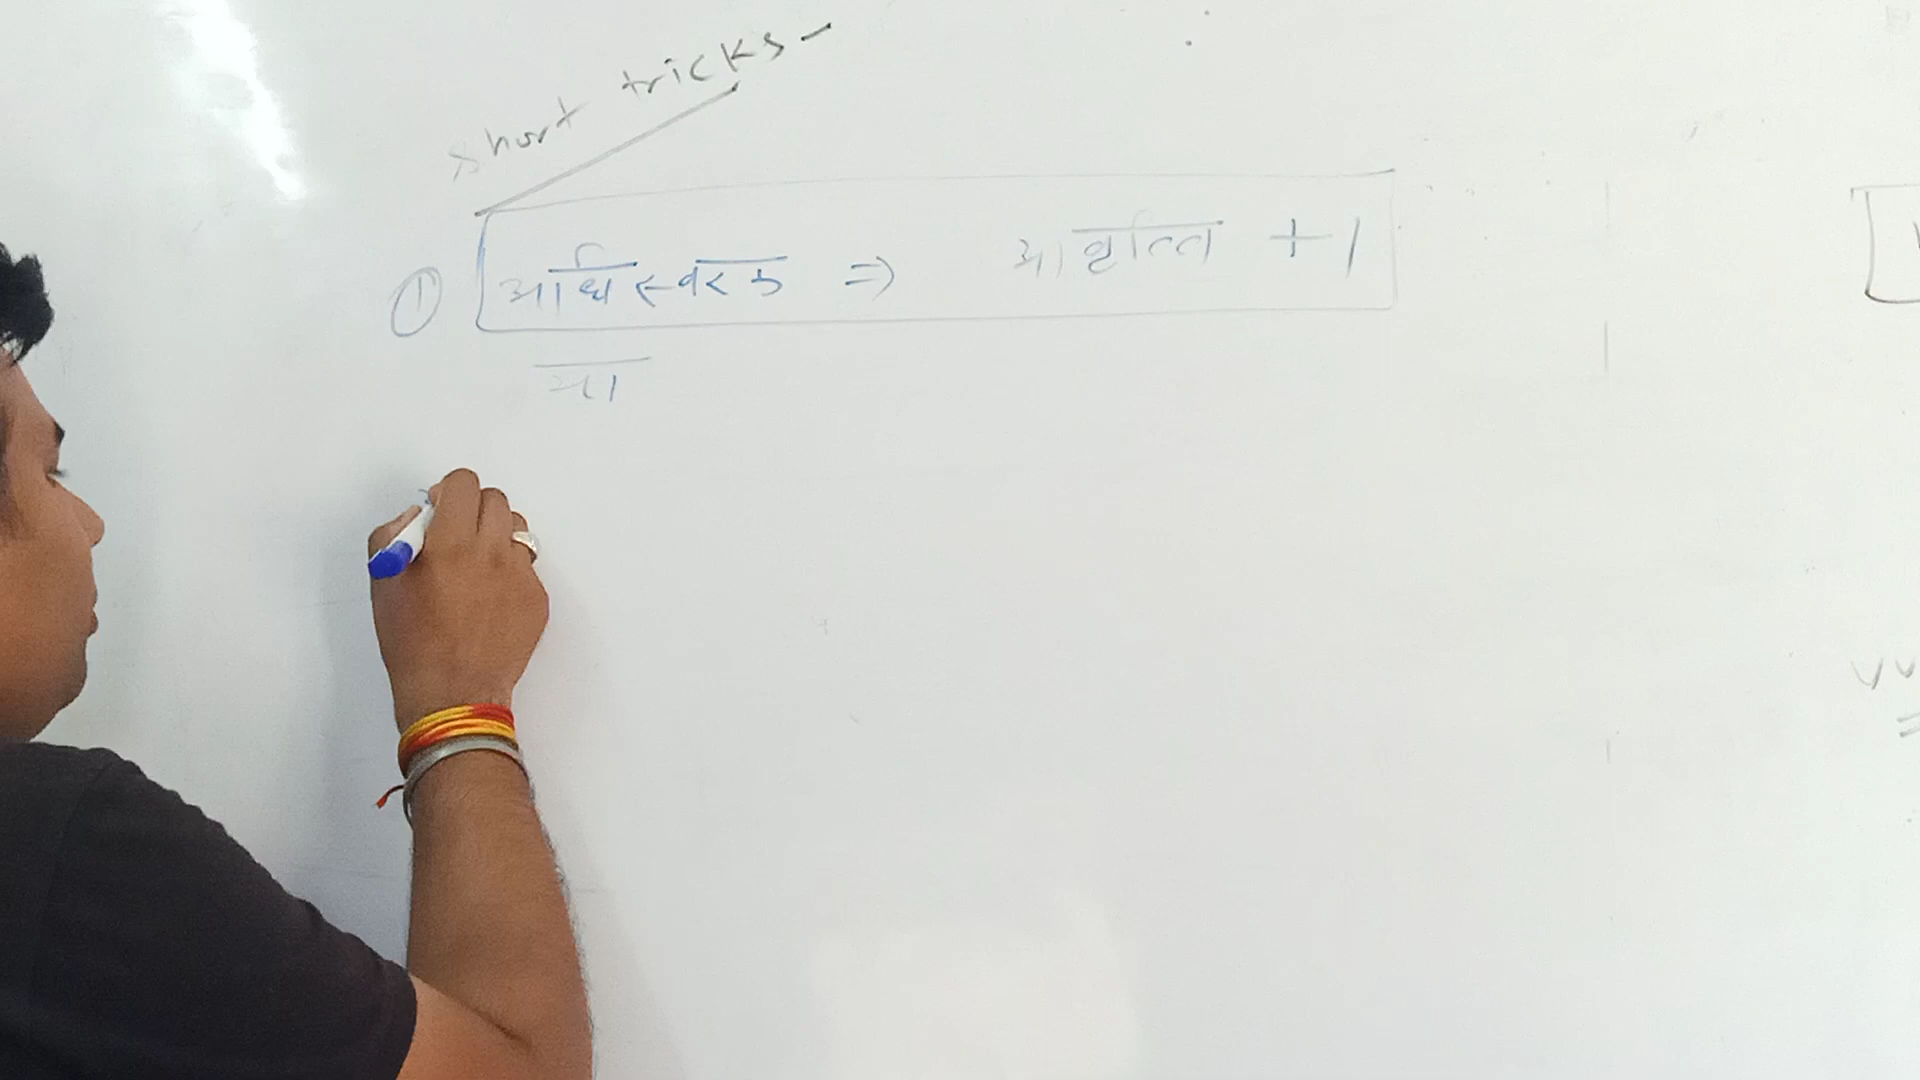 short tricks -
① अधिस्वरक => आवृत्ति + 1
या